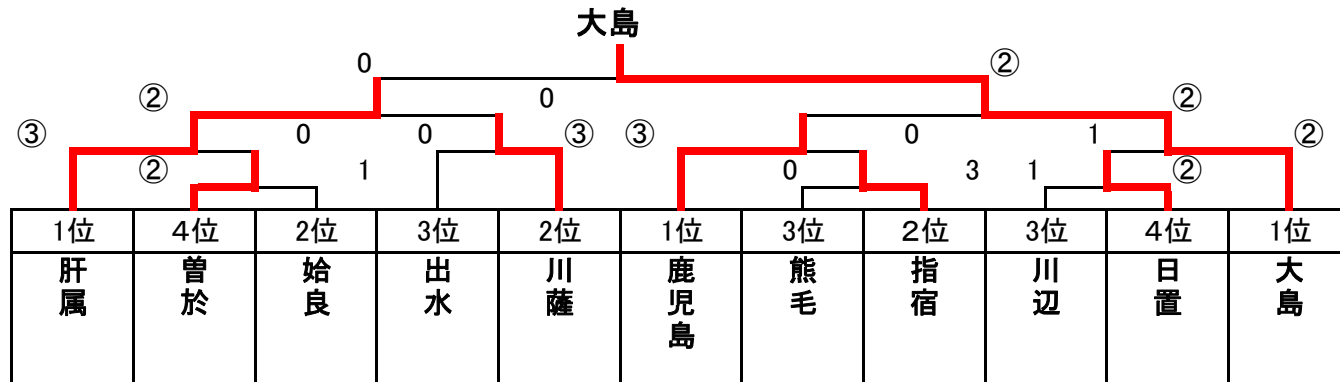 大島
0 ②
② 0 ②
③ 0 0 ③ ③ 0 1 ②
② 1 0 3 1 ②
1位 4位 2位 3位 2位 1位 3位 2位 3位 4位 1位
肝属 曽於 姶良 出水 川薩 鹿児島 熊毛 指宿 川辺 日置 大島